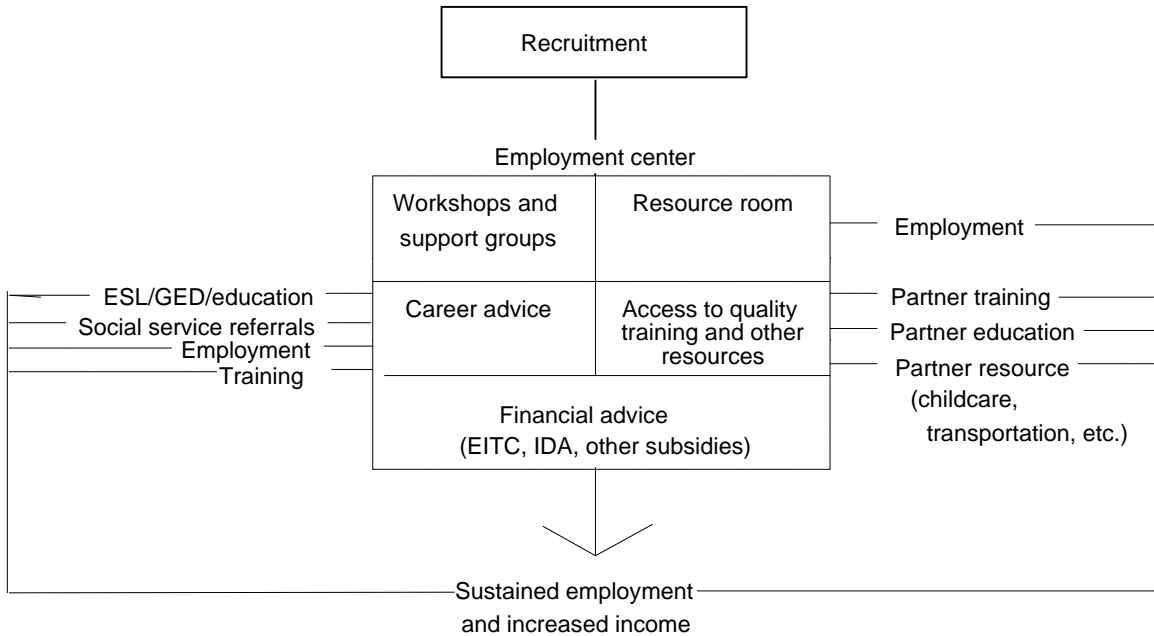 Recruitment
Employment center
Workshops and
support groups
Resource room
Employment
ESL/GED/education
Social service referrals
Employment
Training
Career advice
Access to quality
training and other
resources
Partner training
Partner education
Partner resource
(childcare,
transportation, etc.)
Financial advice
(EITC, IDA, other subsidies)
Sustained employment
and increased income